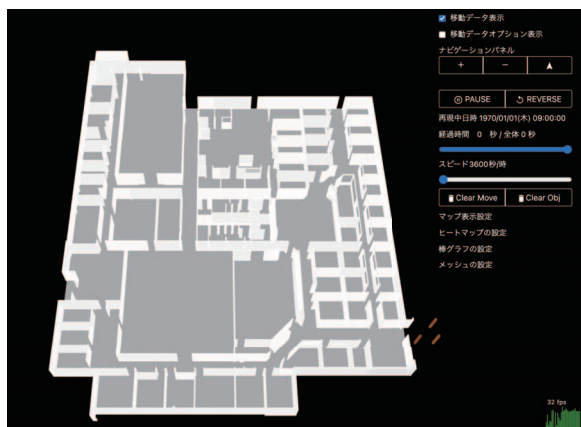 移動データ表示
移動データオプション表示
ナビゲーションパネル
+ −
PAUSE REVERSE
再現中日時 1970/01/01(木) 09:00:00
経過時間 0 秒 / 全体 0 秒
スピード3600秒/時
Clear Move Clear Obj
マップ表示設定
ヒートマップの設定
棒グラフの設定
メッシュの設定
32 fps